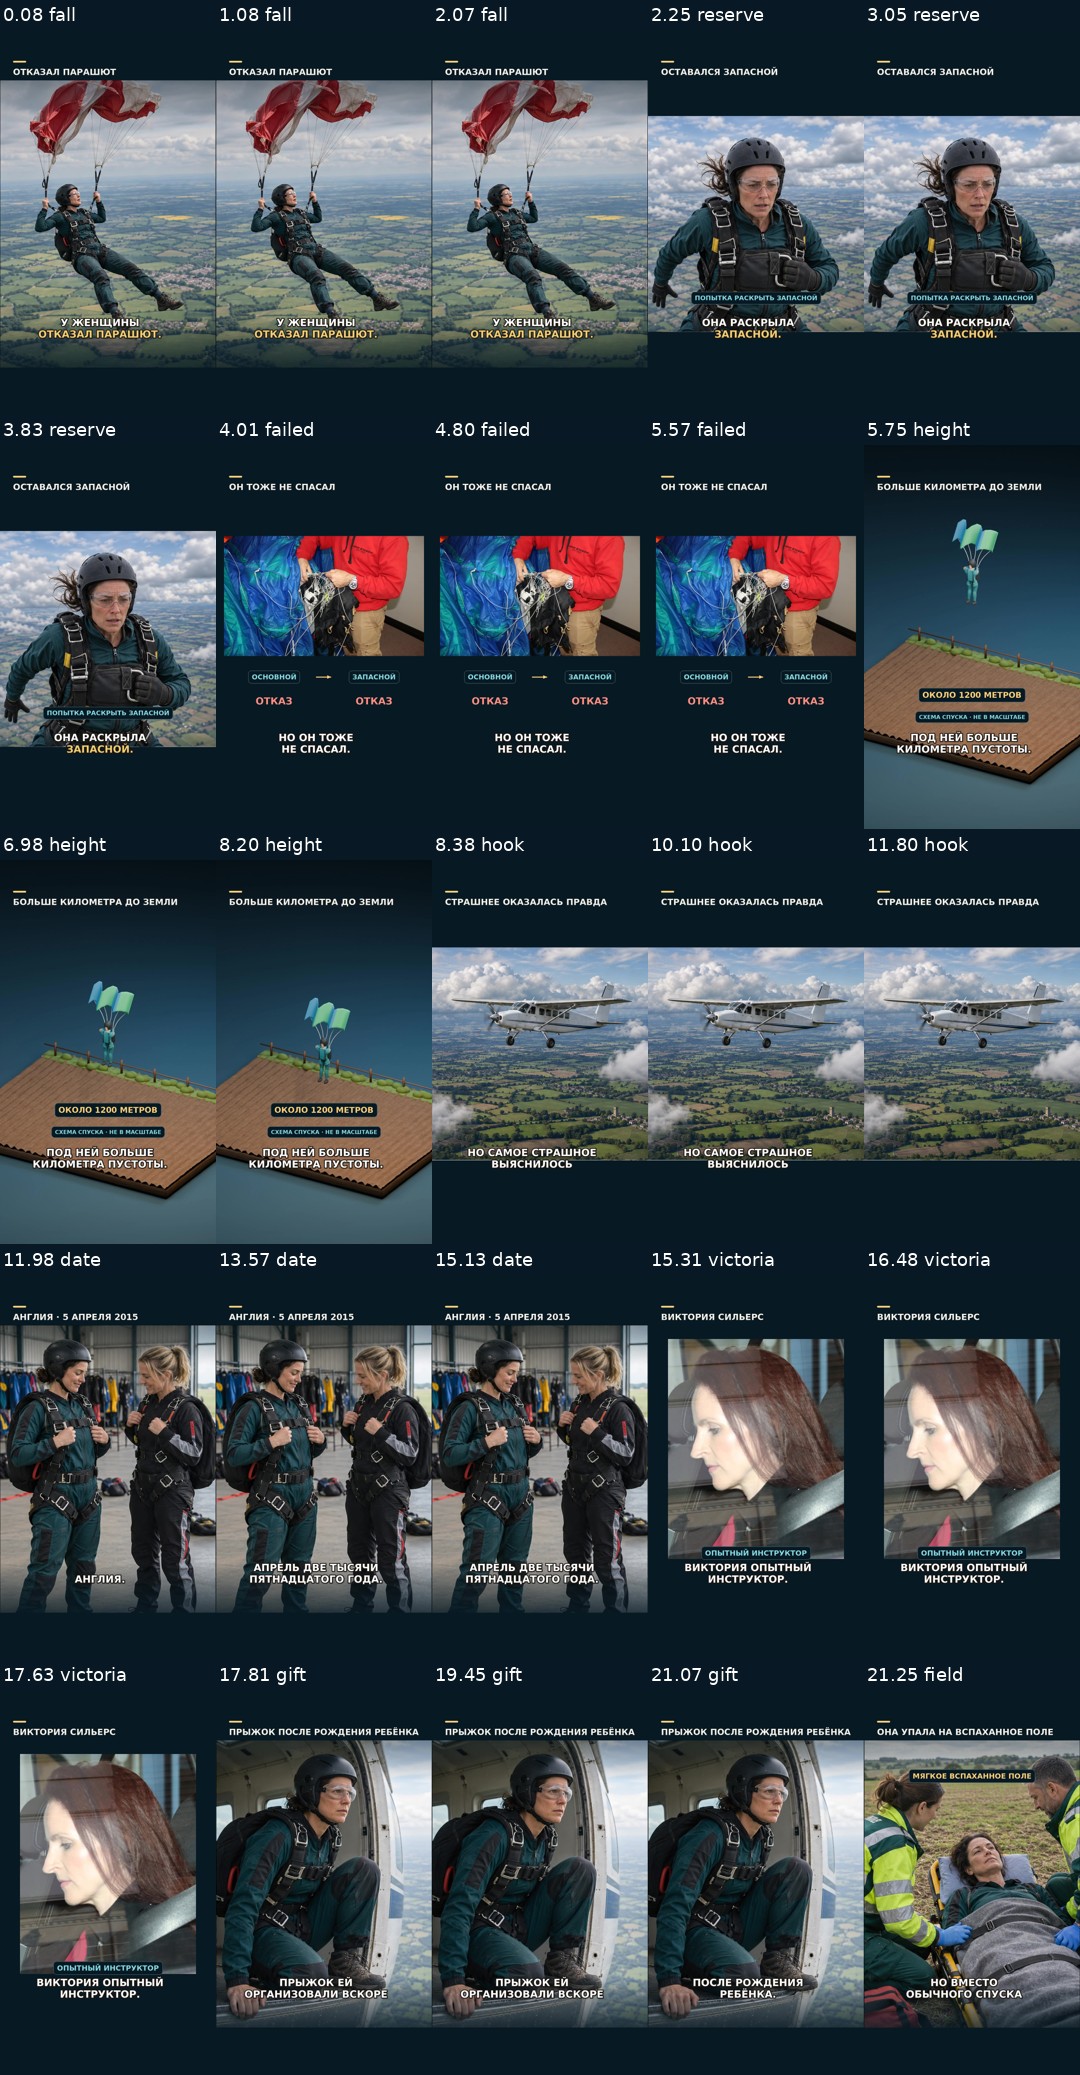 0.08 fall
ОТКАЗАЛ ПАРАШЮТ
У ЖЕНЩИНЫ
ОТКАЗАЛ ПАРАШЮТ.
1.08 fall
ОТКАЗАЛ ПАРАШЮТ
У ЖЕНЩИНЫ
ОТКАЗАЛ ПАРАШЮТ.
2.07 fall
ОТКАЗАЛ ПАРАШЮТ
У ЖЕНЩИНЫ
ОТКАЗАЛ ПАРАШЮТ.
2.25 reserve
ОСТАВАЛСЯ ЗАПАСНОЙ
ПОПЫТКА РАСКРЫТЬ ЗАПАСНОЙ
ОНА РАСКРЫЛА
ЗАПАСНОЙ.
3.05 reserve
ОСТАВАЛСЯ ЗАПАСНОЙ
ПОПЫТКА РАСКРЫТЬ ЗАПАСНОЙ
ОНА РАСКРЫЛА
ЗАПАСНОЙ.
3.83 reserve
ОСТАВАЛСЯ ЗАПАСНОЙ
ПОПЫТКА РАСКРЫТЬ ЗАПАСНОЙ
ОНА РАСКРЫЛА
ЗАПАСНОЙ.
4.01 failed
ОН ТОЖЕ НЕ СПАСАЛ
ОСНОВНОЙ → ЗАПАСНОЙ
ОТКАЗ ОТКАЗ
НО ОН ТОЖЕ
НЕ СПАСАЛ.
4.80 failed
ОН ТОЖЕ НЕ СПАСАЛ
ОСНОВНОЙ → ЗАПАСНОЙ
ОТКАЗ ОТКАЗ
НО ОН ТОЖЕ
НЕ СПАСАЛ.
5.57 failed
ОН ТОЖЕ НЕ СПАСАЛ
ОСНОВНОЙ → ЗАПАСНОЙ
ОТКАЗ ОТКАЗ
НО ОН ТОЖЕ
НЕ СПАСАЛ.
5.75 height
БОЛЬШЕ КИЛОМЕТРА ДО ЗЕМЛИ
ОКОЛО 1200 МЕТРОВ
СХЕМА СПУСКА · НЕ В МАСШТАБЕ
ПОД НЕЙ БОЛЬШЕ
КИЛОМЕТРА ПУСТОТЫ.
6.98 height
БОЛЬШЕ КИЛОМЕТРА ДО ЗЕМЛИ
ОКОЛО 1200 МЕТРОВ
СХЕМА СПУСКА · НЕ В МАСШТАБЕ
ПОД НЕЙ БОЛЬШЕ
КИЛОМЕТРА ПУСТОТЫ.
8.20 height
БОЛЬШЕ КИЛОМЕТРА ДО ЗЕМЛИ
ОКОЛО 1200 МЕТРОВ
СХЕМА СПУСКА · НЕ В МАСШТАБЕ
ПОД НЕЙ БОЛЬШЕ
КИЛОМЕТРА ПУСТОТЫ.
8.38 hook
СТРАШНЕЕ ОКАЗАЛАСЬ ПРАВДА
НО САМОЕ СТРАШНОЕ
ВЫЯСНИЛОСЬ
10.10 hook
СТРАШНЕЕ ОКАЗАЛАСЬ ПРАВДА
НО САМОЕ СТРАШНОЕ
ВЫЯСНИЛОСЬ
11.80 hook
СТРАШНЕЕ ОКАЗАЛАСЬ ПРАВДА
11.98 date
АНГЛИЯ · 5 АПРЕЛЯ 2015
АНГЛИЯ.
13.57 date
АНГЛИЯ · 5 АПРЕЛЯ 2015
АПРЕЛЬ ДВЕ ТЫСЯЧИ
ПЯТНАДЦАТОГО ГОДА.
15.13 date
АНГЛИЯ · 5 АПРЕЛЯ 2015
АПРЕЛЬ ДВЕ ТЫСЯЧИ
ПЯТНАДЦАТОГО ГОДА.
15.31 victoria
ВИКТОРИЯ СИЛЬЕРС
ОПЫТНЫЙ ИНСТРУКТОР
ВИКТОРИЯ ОПЫТНЫЙ
ИНСТРУКТОР.
16.48 victoria
ВИКТОРИЯ СИЛЬЕРС
ОПЫТНЫЙ ИНСТРУКТОР
ВИКТОРИЯ ОПЫТНЫЙ
ИНСТРУКТОР.
17.63 victoria
ВИКТОРИЯ СИЛЬЕРС
ОПЫТНЫЙ ИНСТРУКТОР
ВИКТОРИЯ ОПЫТНЫЙ
ИНСТРУКТОР.
17.81 gift
ПРЫЖОК ПОСЛЕ РОЖДЕНИЯ РЕБЁНКА
ПРЫЖОК ЕЙ
ОРГАНИЗОВАЛИ ВСКОРЕ
19.45 gift
ПРЫЖОК ПОСЛЕ РОЖДЕНИЯ РЕБЁНКА
ПРЫЖОК ЕЙ
ОРГАНИЗОВАЛИ ВСКОРЕ
21.07 gift
ПРЫЖОК ПОСЛЕ РОЖДЕНИЯ РЕБЁНКА
ПОСЛЕ РОЖДЕНИЯ
РЕБЁНКА.
21.25 field
ОНА УПАЛА НА ВСПАХАННОЕ ПОЛЕ
МЯГКОЕ ВСПАХАННОЕ ПОЛЕ
НО ВМЕСТО
ОБЫЧНОГО СПУСКА